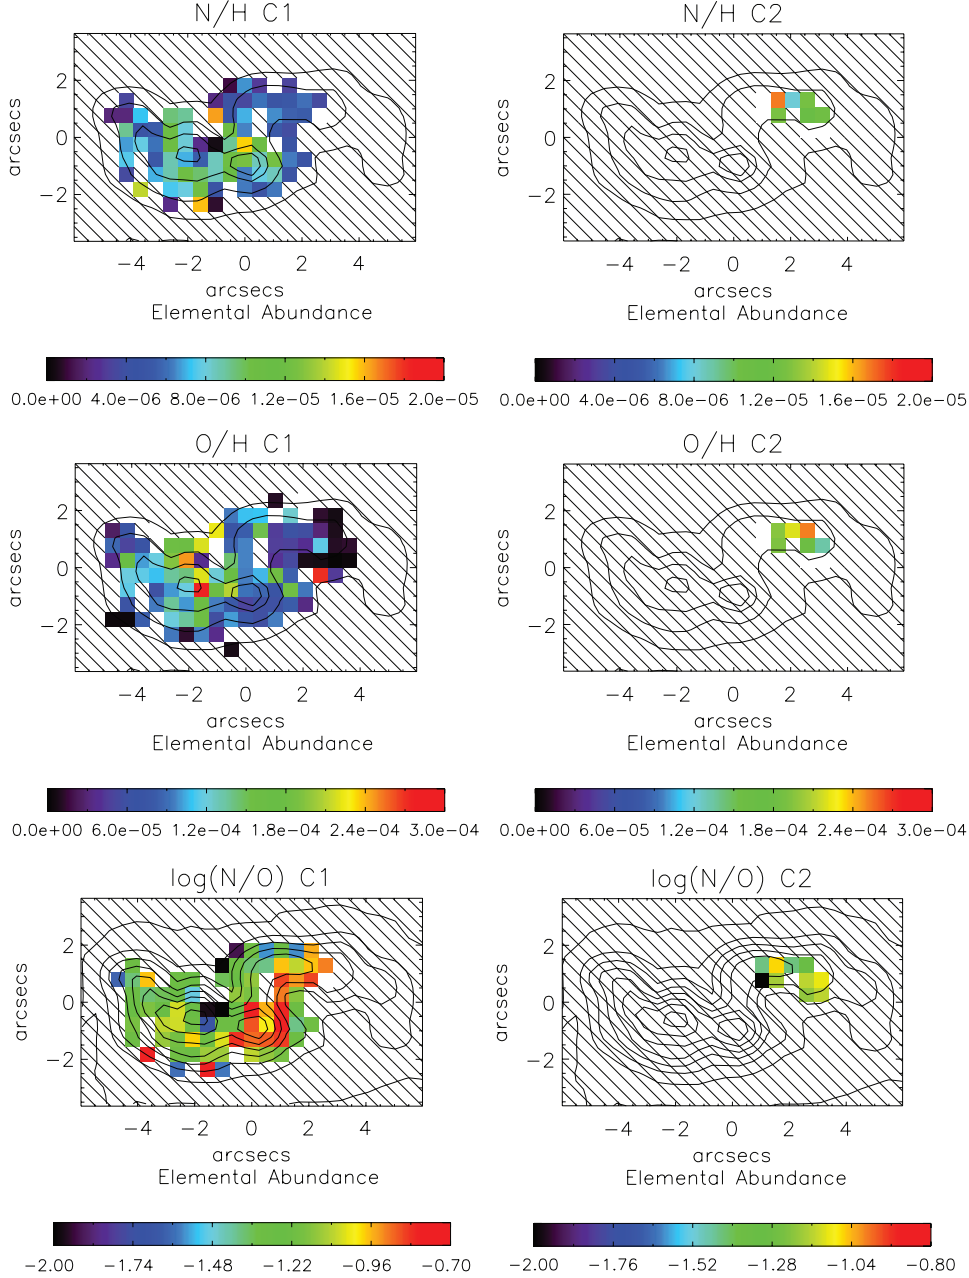 N/H C1
N/H C2
arcsecs
2
0
−2
arcsecs
2
0
−2
−4 −2 0 2 4
−4 −2 0 2 4
arcsecs
arcsecs
Elemental Abundance
Elemental Abundance
0.0e+00 4.0e−06 8.0e−06 1.2e−05 1.6e−05 2.0e−05
0.0e+00 4.0e−06 8.0e−06 1.2e−05 1.6e−05 2.0e−05
O/H C1
O/H C2
arcsecs
2
0
−2
arcsecs
2
0
−2
−4 −2 0 2 4
−4 −2 0 2 4
arcsecs
arcsecs
Elemental Abundance
Elemental Abundance
0.0e+00 6.0e−05 1.2e−04 1.8e−04 2.4e−04 3.0e−04
0.0e+00 6.0e−05 1.2e−04 1.8e−04 2.4e−04 3.0e−04
log(N/O) C1
log(N/O) C2
arcsecs
2
0
−2
arcsecs
2
0
−2
−4 −2 0 2 4
−4 −2 0 2 4
arcsecs
arcsecs
Elemental Abundance
Elemental Abundance
−2.00 −1.74 −1.48 −1.22 −0.96 −0.70
−2.00 −1.76 −1.52 −1.28 −1.04 −0.80